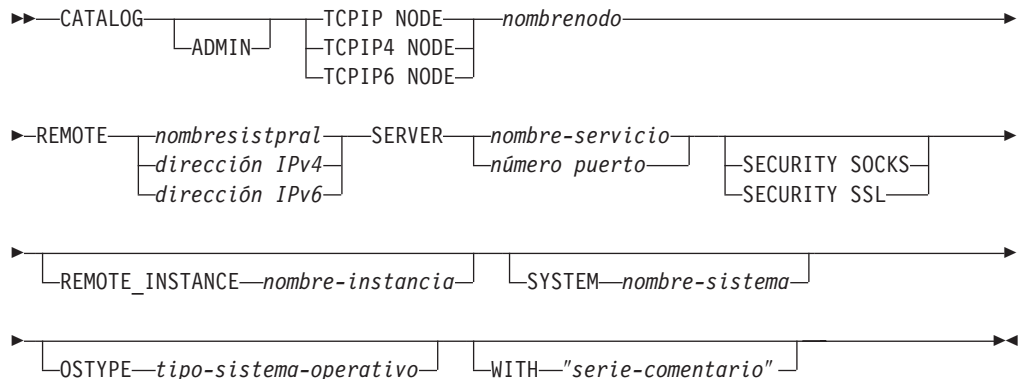 CATALOG TCPIP NODE nombrenodo
ADMIN TCPIP4 NODE
TCPIP6 NODE
REMOTE nombresistpral SERVER nombre-servicio
dirección IPv4 número puerto SECURITY SOCKS
dirección IPv6 SECURITY SSL
REMOTE_INSTANCE nombre-instancia SYSTEM nombre-sistema
OSTYPE tipo-sistema-operativo WITH "serie-comentario"